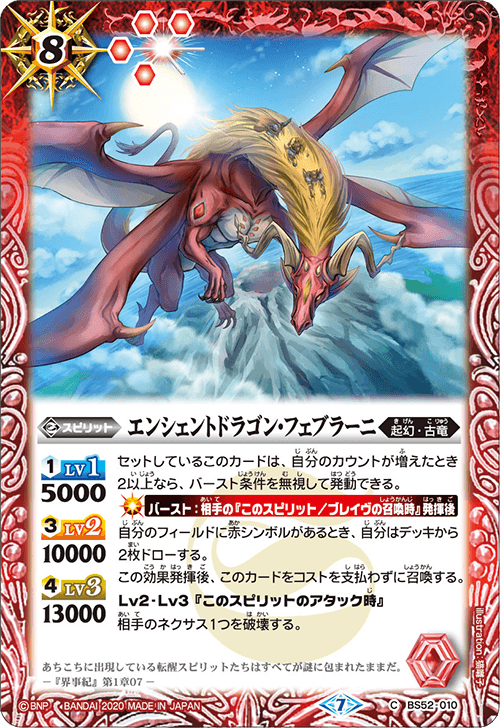 8
スピリット エンシェントドラゴン・フェブラーニ 起幻・古竜
1 LV1 5000
3 LV2 10000
4 LV3 13000
セットしているこのカードは、自分のカウントが増えたとき
2以上なら、バースト条件を無視して発動できる。
バースト:相手の『このスピリット/ブレイヴの召喚時』発揮後
自分のフィールドに赤シンボルがあるとき、自分はデッキから
2枚ドローする。
この効果発揮後、このカードをコストを支払わずに召喚する。
Lv2・Lv3『このスピリットのアタック時』
相手のネクサス1つを破壊する。
あちこちに出現している転醒スピリットたちはすべてが謎に包まれたままだ。
−『界事紀』第1章07−
illustration 猫囃子
©BNP ©BANDAI 2020 MADE IN JAPAN 7 C BS52-010